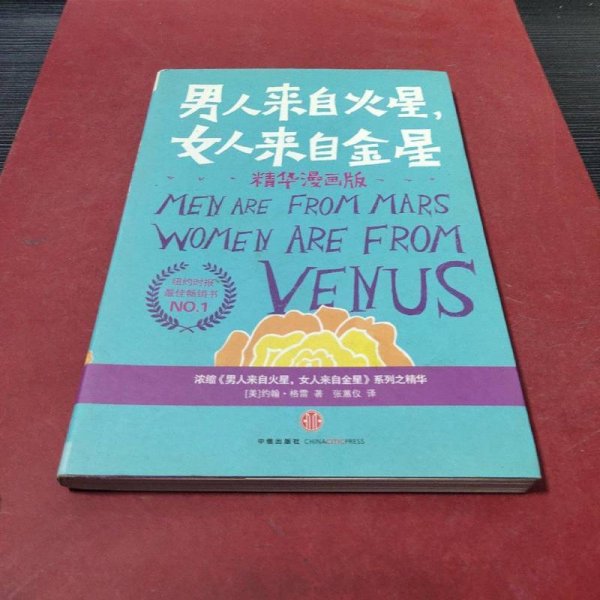 男人来自火星，
女人来自金星
精华漫画版
MEN ARE FROM MARS
WOMEN ARE FROM
VENUS
纽约时报
最佳畅销书
NO.1
浓缩《男人来自火星，女人来自金星》系列之精华
[美]约翰·格雷 著 张蕙仪 译
中信出版社 CHINACITICPRESS